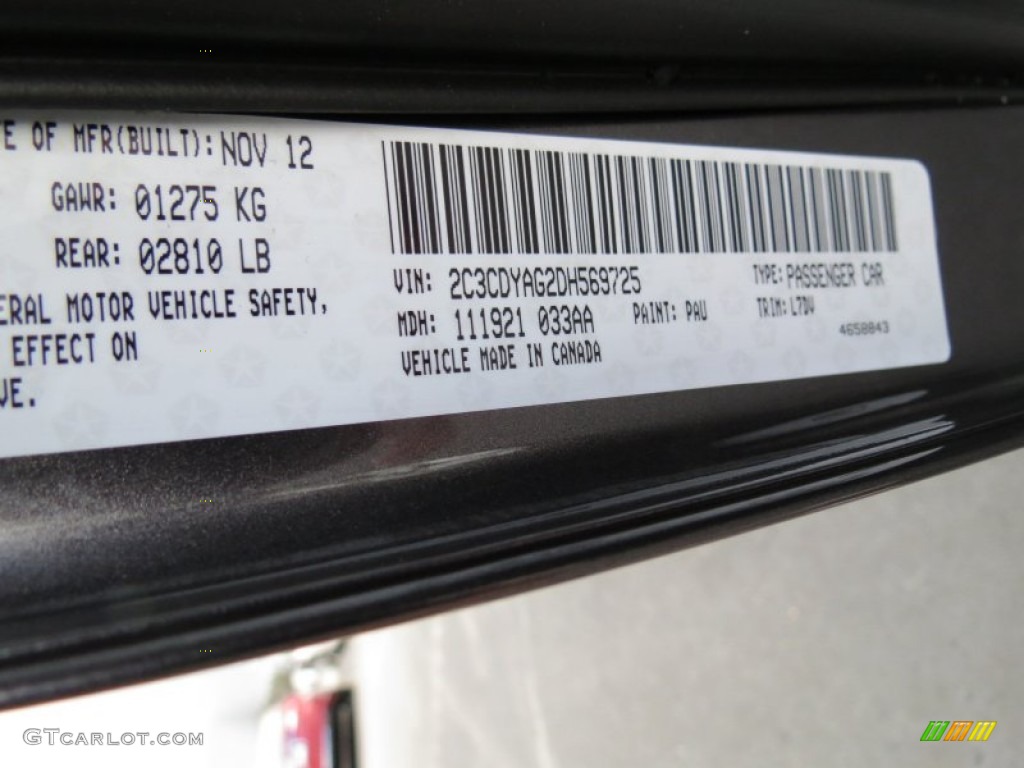 TE OF MFR(BUILT): NOV 12
GAWR: 01275 KG
REAR: 02810 LB
ERAL MOTOR VEHICLE SAFETY,
EFFECT ON
VE.
VIN: 2C3CDYAG2DH569725
TYPE: PASSENGER CAR
MDH: 111921 033AA
PAINT: PAU
TRIM: L7DV
VEHICLE MADE IN CANADA
4658843
GTCARLOT.COM